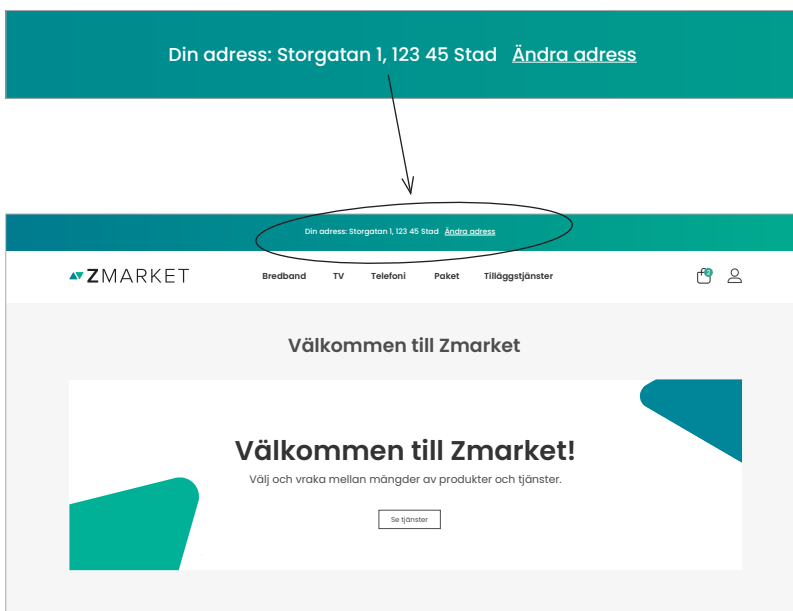 Din adress: Storgatan 1, 123 45 Stad Ändra adress
Din adress: Storgatan 1, 123 45 Stad Ändra adress
ZMARKET Bredband TV Telefoni Paket Tilläggstjänster 2
Välkommen till Zmarket
Välkommen till Zmarket!
Välj och vraka mellan mängder av produkter och tjänster.
Se tjänster